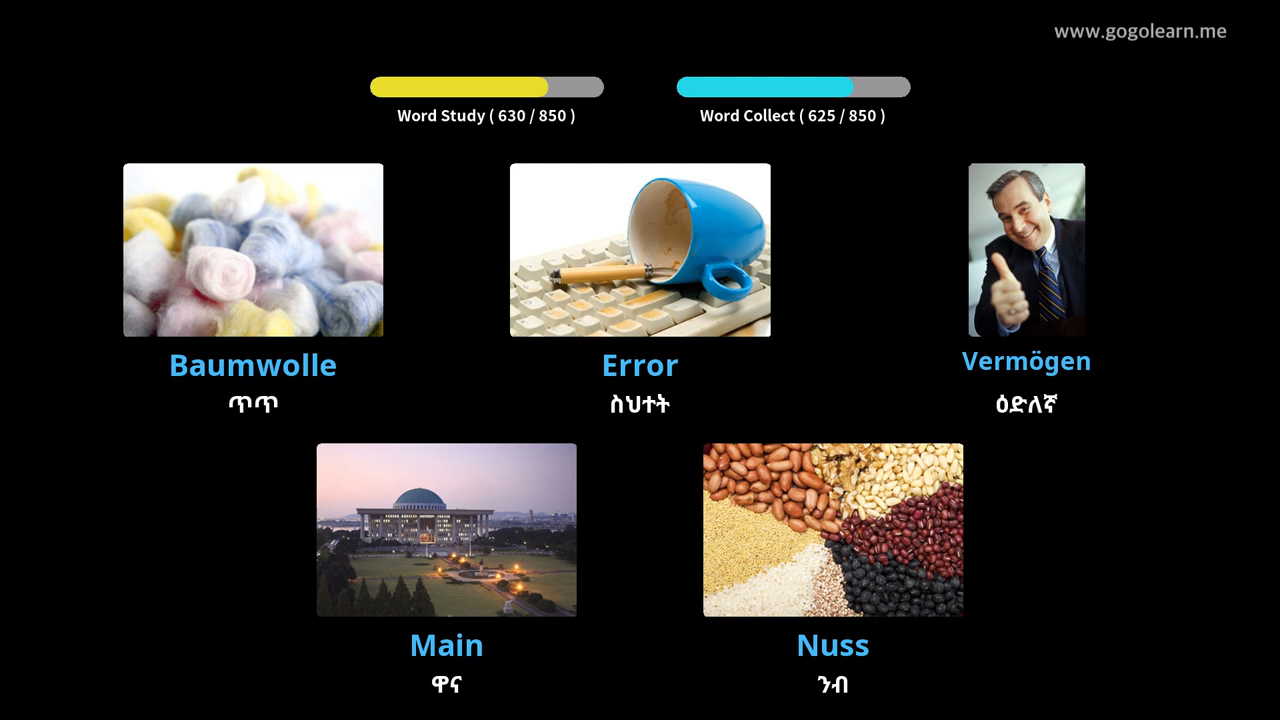 www.gogolearn.me
Word Study ( 630 / 850 )
Word Collect ( 625 / 850 )
Baumwolle
ጥጥ
Error
ስህተት
Vermögen
ዕድለኛ
Main
ዋና
Nuss
ንብ